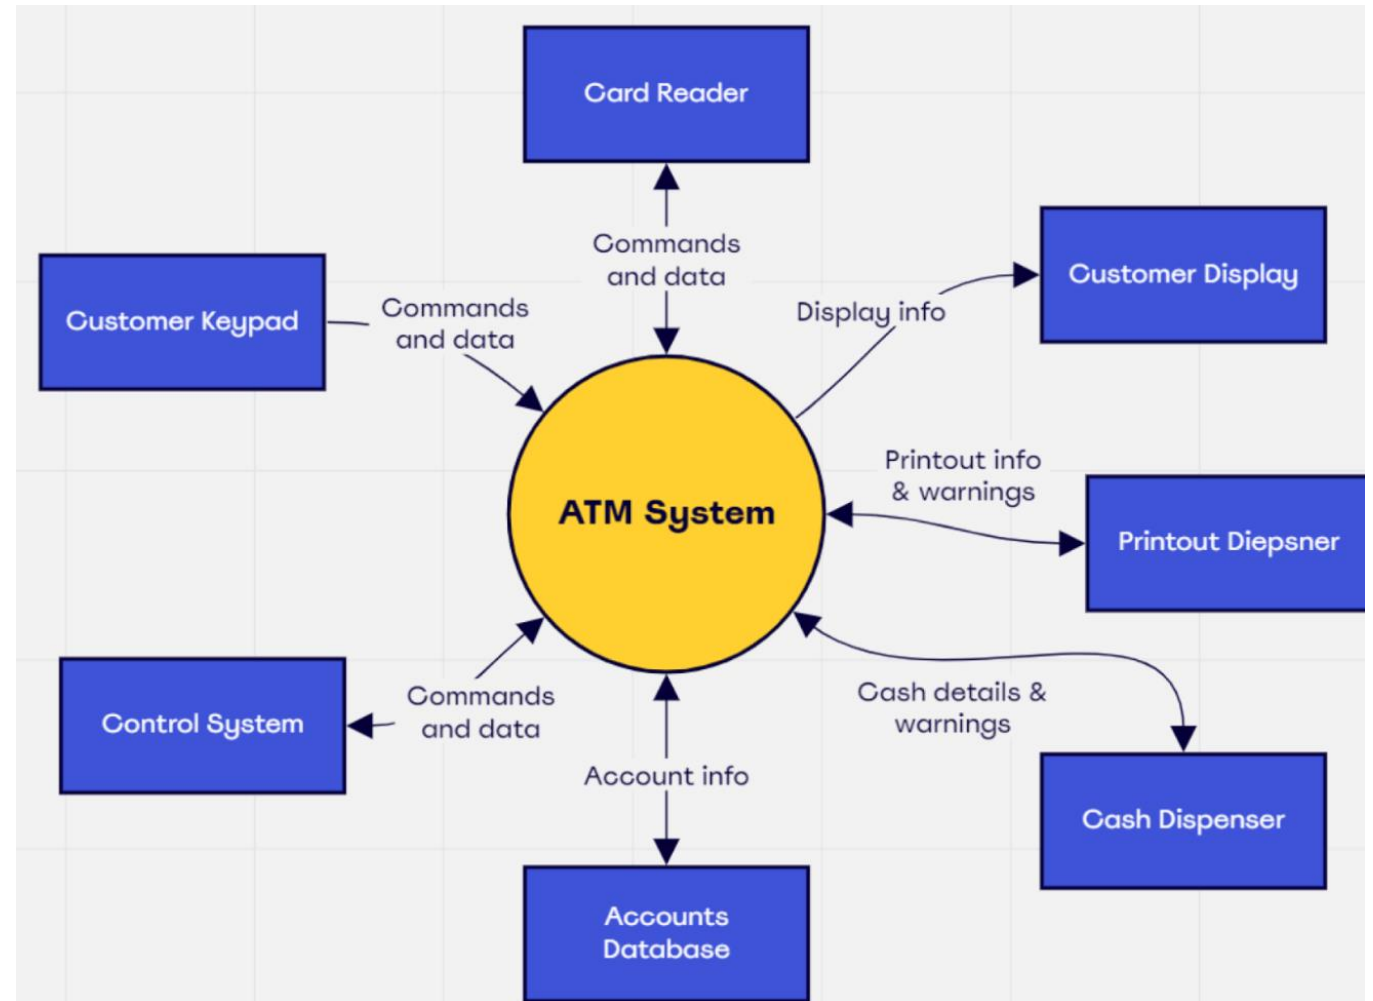 Card Reader
Commands
and data
Customer Display
Customer Keypad
Commands
and data
Display info
Printout info
& warnings
ATM System
Printout Diepsner
Control System
Commands
and data
Cash details &
warnings
Account info
Cash Dispenser
Accounts
Database